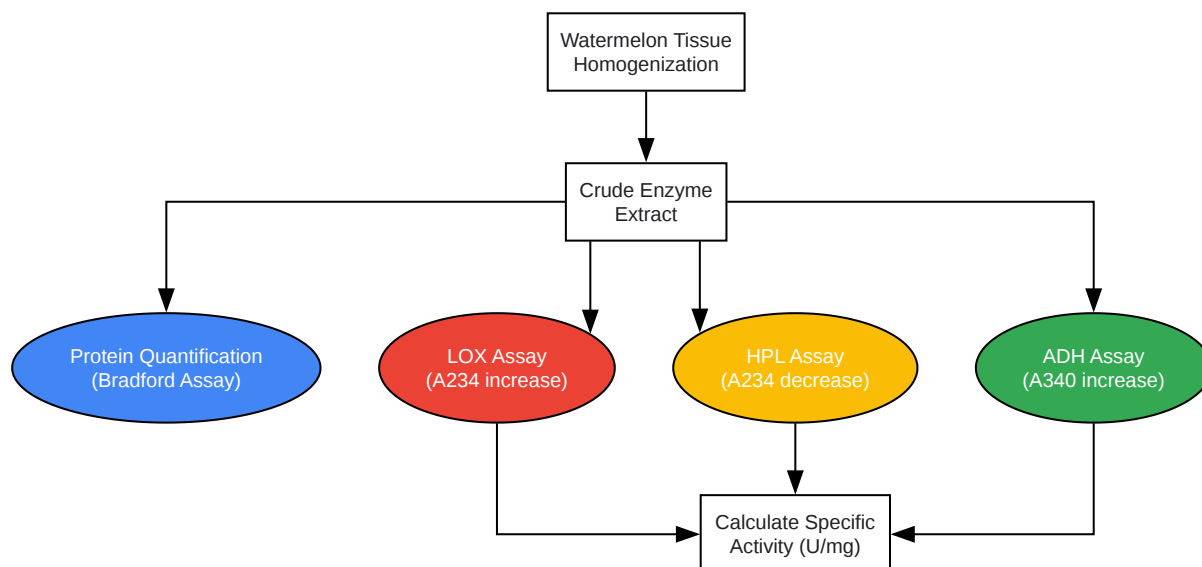 Watermelon Tissue
Homogenization
Crude Enzyme
Extract
Protein Quantification
(Bradford Assay)
LOX Assay
(A234 increase)
HPL Assay
(A234 decrease)
ADH Assay
(A340 increase)
Calculate Specific
Activity (U/mg)